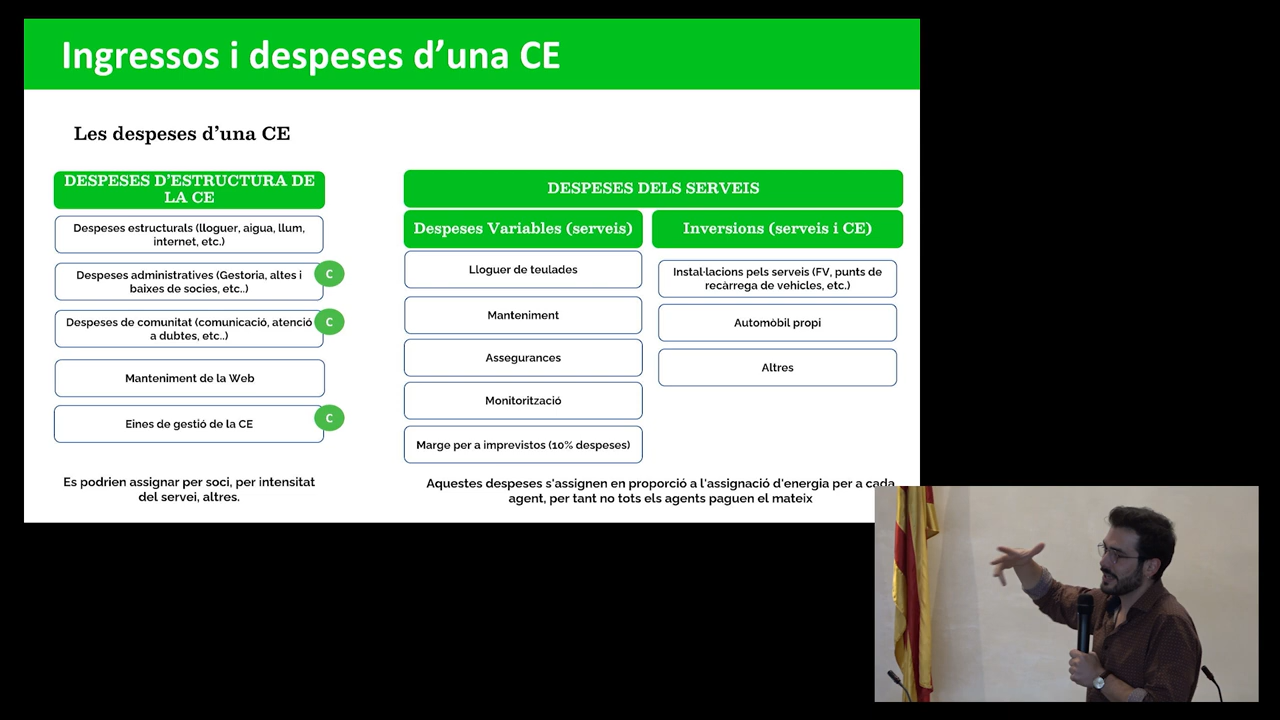 Ingressos i despeses d’una CE
Les despeses d’una CE
DESPESES D’ESTRUCTURA DE
LA CE
Despeses estructurals (lloguer, aigua, llum,
internet, etc.)
Despeses administratives (Gestoria, altes i
baixes de socies, etc..)
C
Despeses de comunitat (comunicació, atenció
a dubtes, etc..)
C
Manteniment de la Web
Eines de gestió de la CE
C
Es podrien assignar per soci, per intensitat
del servei, altres.
DESPESES DELS SERVEIS
Despeses Variables (serveis)
Lloguer de teulades
Manteniment
Assegurances
Monitorització
Marge per a imprevistos (10% despeses)
Inversions (serveis i CE)
Instal·lacions pels serveis (FV, punts de
recàrrega de vehicles, etc.)
Automòbil propi
Altres
Aquestes despeses s'assignen en proporció a l'assignació d'energia per a cada
agent, per tant no tots els agents paguen el mateix